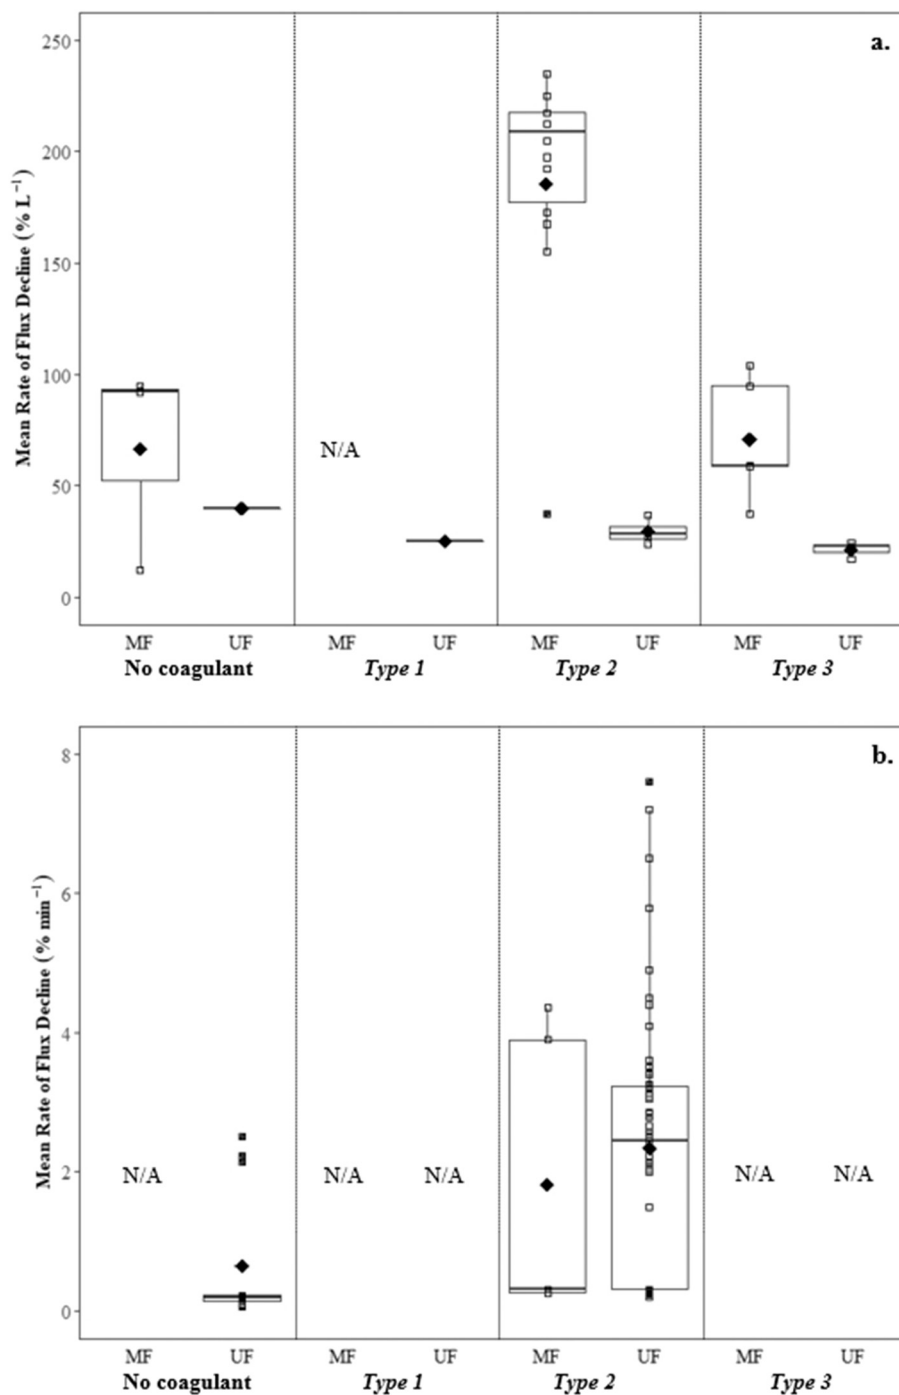 a.
Mean Rate of Flux Decline (% L⁻¹)
250
200
150
100
50
0
N/A
MF UF MF UF MF UF MF UF
No coagulant Type 1 Type 2 Type 3
b.
Mean Rate of Flux Decline (% min⁻¹)
8
6
4
2
0
N/A N/A N/A N/A N/A
MF UF MF UF MF UF MF UF
No coagulant Type 1 Type 2 Type 3